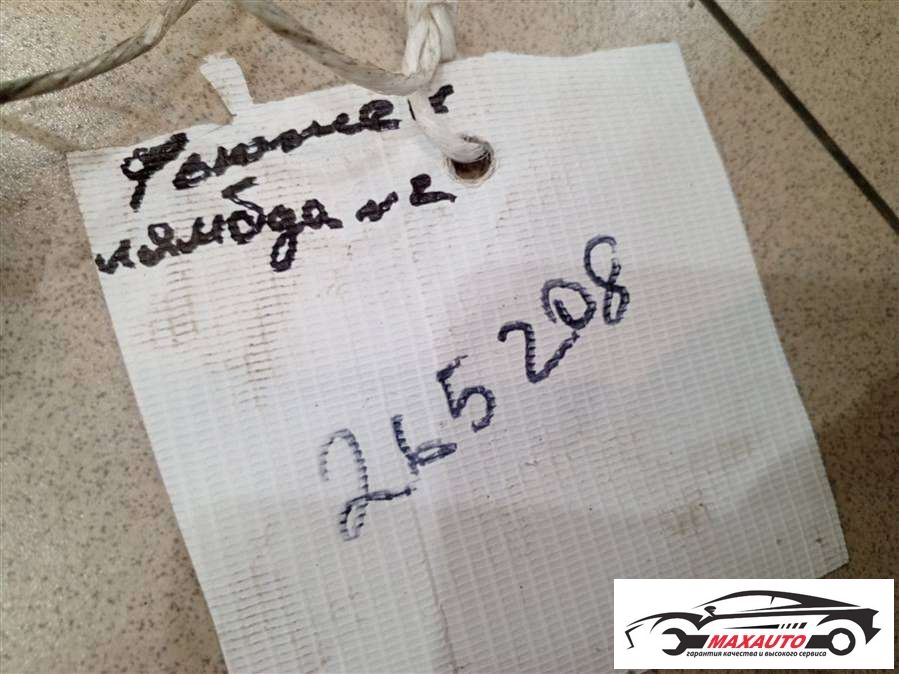 лямбда
265208
MAXAUTO
гарантия качества и высокого сервиса